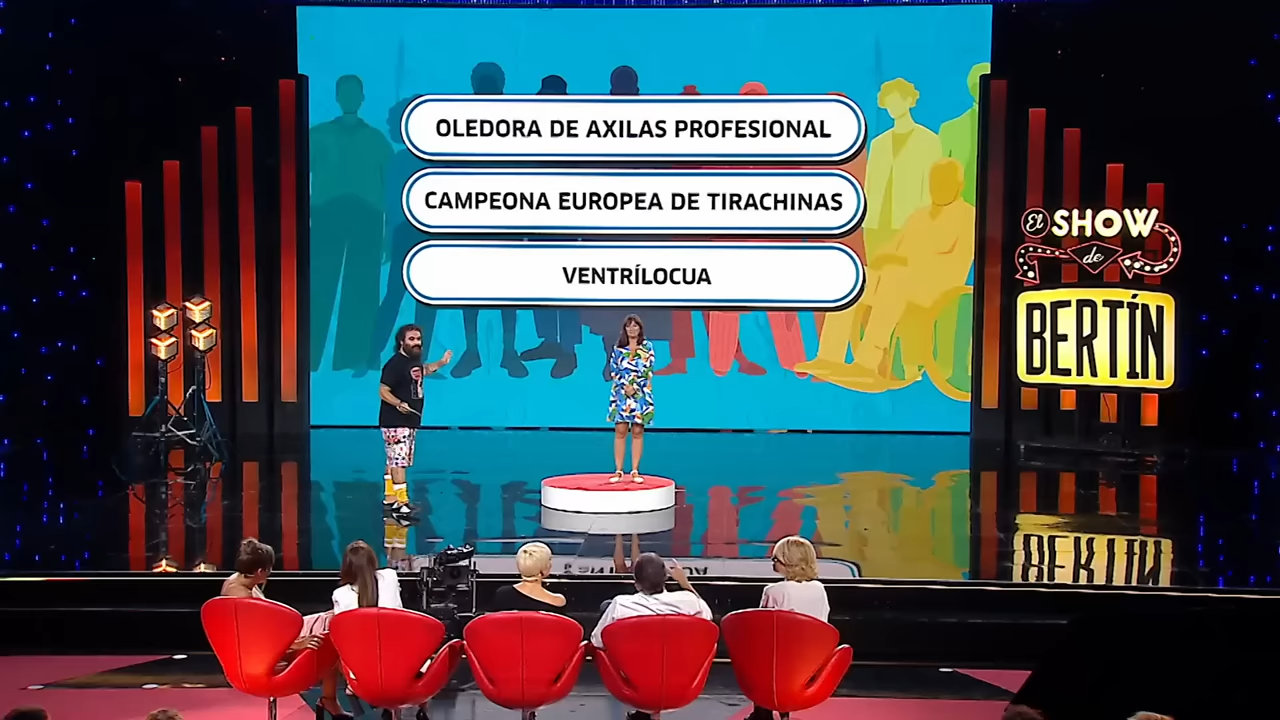 OLEDORA DE AXILAS PROFESIONAL
CAMPEONA EUROPEA DE TIRACHINAS
VENTRÍLOCUA
El SHOW
de
BERTÍN